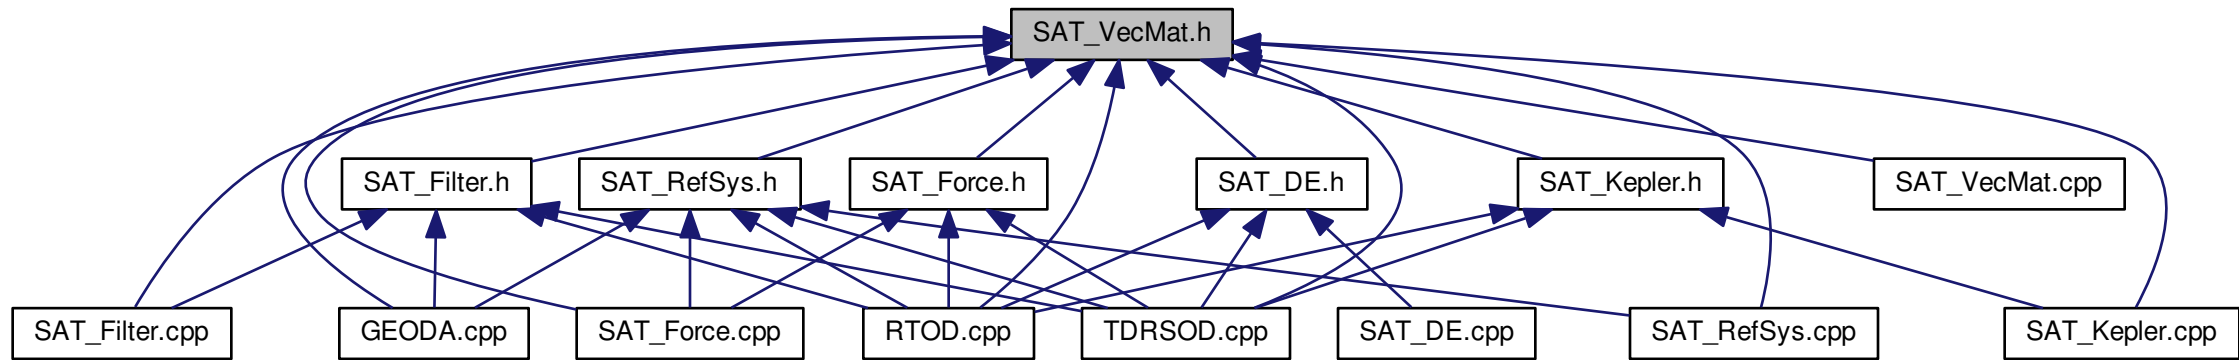 SAT_VecMat.h
SAT_Filter.h
SAT_RefSys.h
SAT_Force.h
SAT_DE.h
SAT_Kepler.h
SAT_VecMat.cpp
SAT_Filter.cpp
GEODA.cpp
SAT_Force.cpp
RTOD.cpp
TDRSOD.cpp
SAT_DE.cpp
SAT_RefSys.cpp
SAT_Kepler.cpp